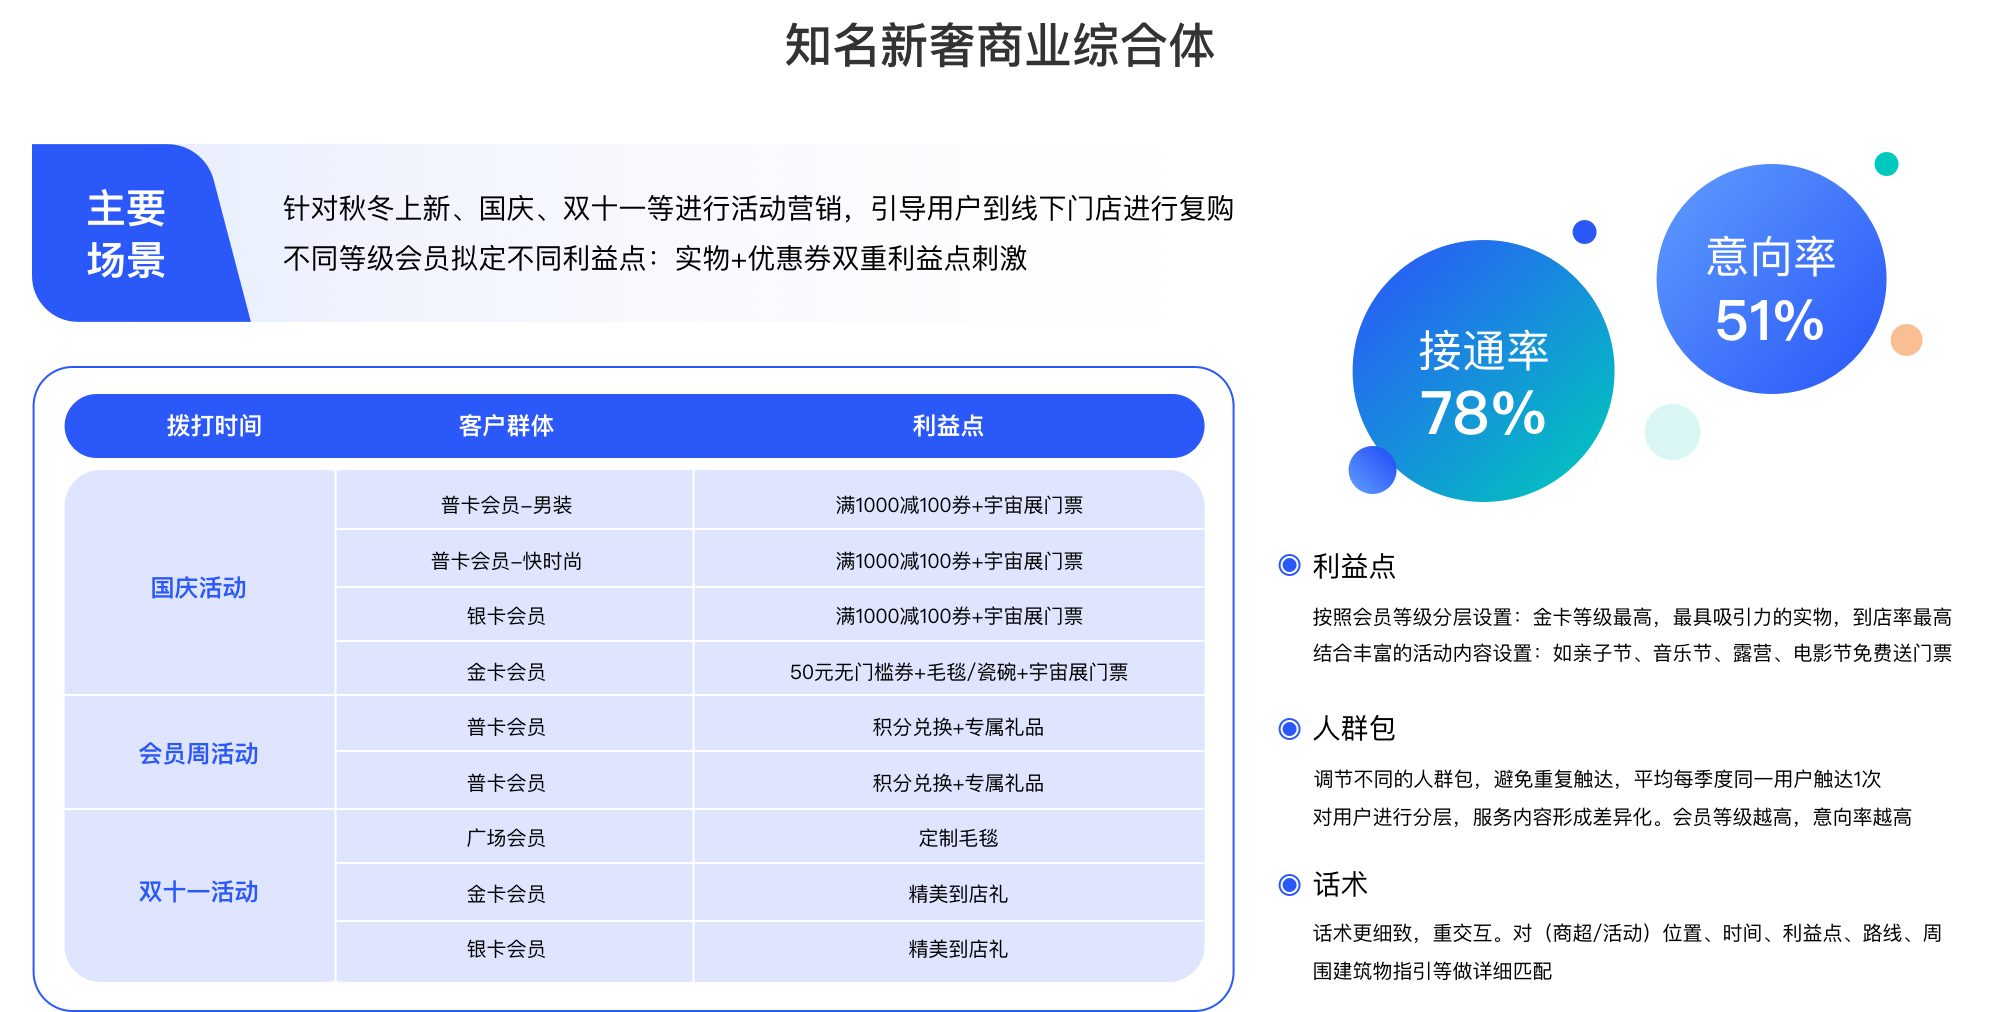 知名新奢商业综合体
主要
场景
针对秋冬上新、国庆、双十一等进行活动营销，引导用户到线下门店进行复购
不同等级会员拟定不同利益点：实物+优惠券双重利益点刺激
接通率
78%
意向率
51%
拨打时间 客户群体 利益点
国庆活动
普卡会员–男装 满1000减100券+宇宙展门票
普卡会员–快时尚 满1000减100券+宇宙展门票
银卡会员 满1000减100券+宇宙展门票
金卡会员 50元无门槛券+毛毯/瓷碗+宇宙展门票
会员周活动
普卡会员 积分兑换+专属礼品
普卡会员 积分兑换+专属礼品
双十一活动
广场会员 定制毛毯
金卡会员 精美到店礼
银卡会员 精美到店礼
利益点
按照会员等级分层设置：金卡等级最高，最具吸引力的实物，到店率最高
结合丰富的活动内容设置：如亲子节、音乐节、露营、电影节免费送门票
人群包
调节不同的人群包，避免重复触达，平均每季度同一用户触达1次
对用户进行分层，服务内容形成差异化。会员等级越高，意向率越高
话术
话术更细致，重交互。对（商超/活动）位置、时间、利益点、路线、周
围建筑物指引等做详细匹配